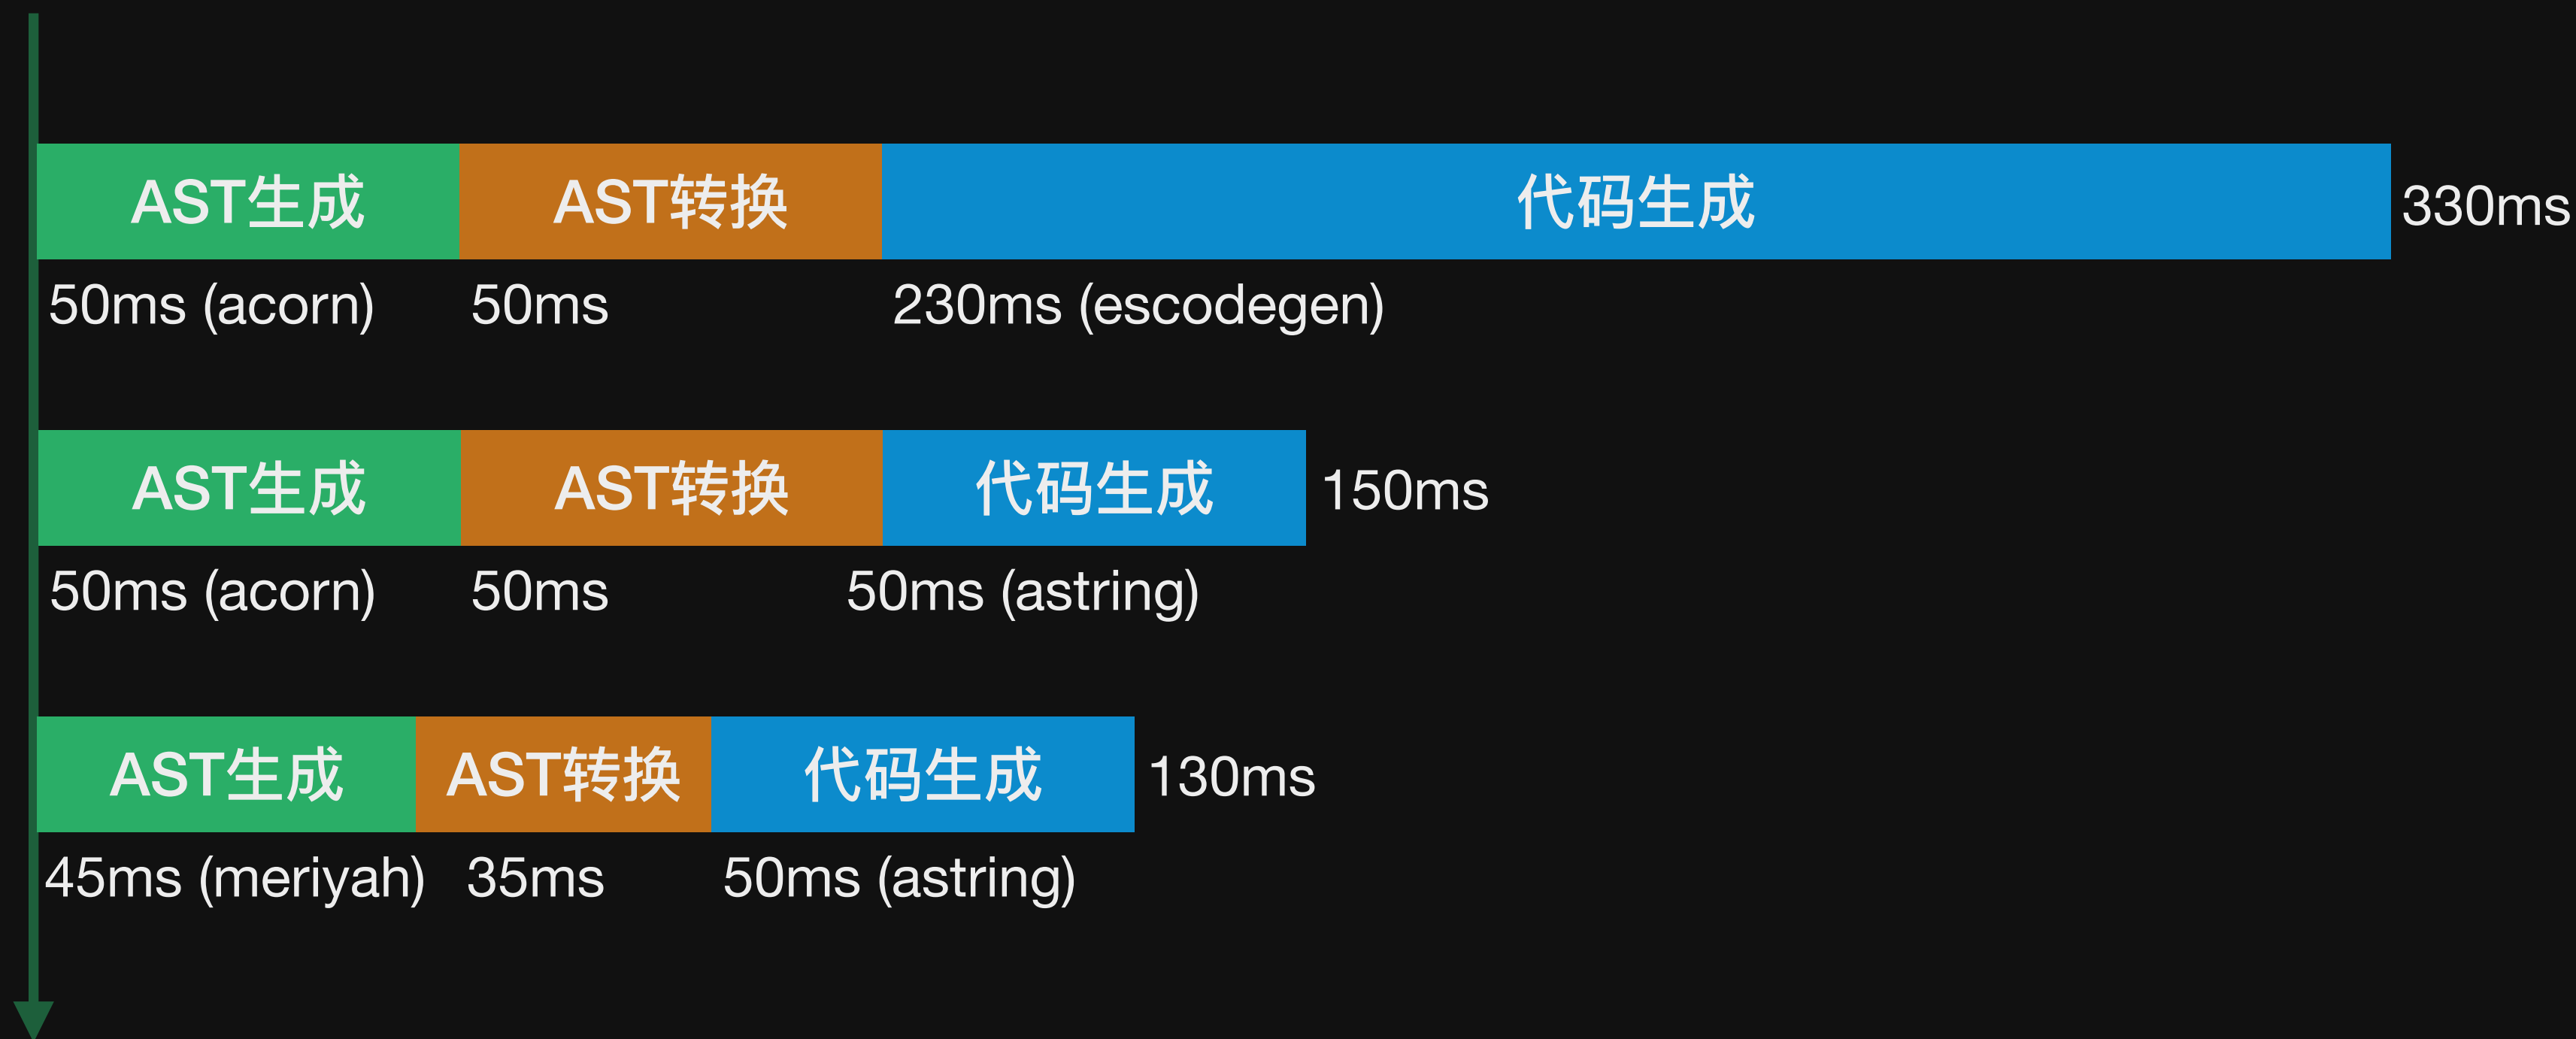 AST生成 AST转换 代码生成 330ms
50ms (acorn) 50ms 230ms (escodegen)
AST生成 AST转换 代码生成 150ms
50ms (acorn) 50ms 50ms (astring)
AST生成 AST转换 代码生成 130ms
45ms (meriyah) 35ms 50ms (astring)